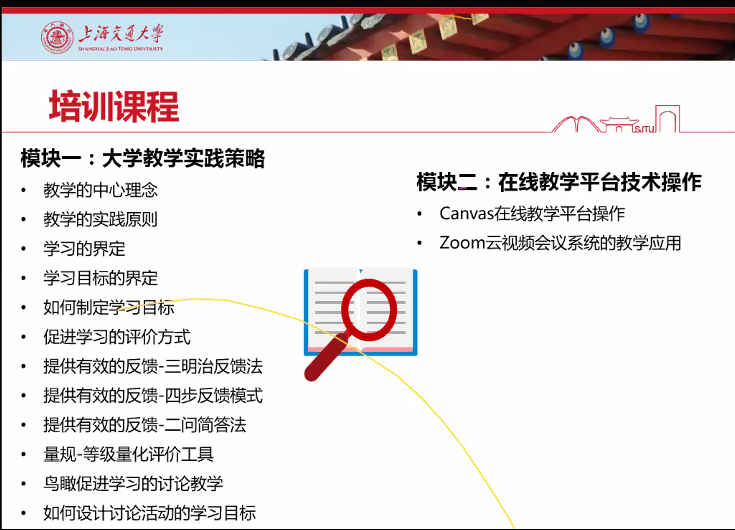 上海交通大学
SHANGHAI JIAO TONG UNIVERSITY
培训课程
SJTU
模块一：大学教学实践策略
• 教学的中心理念
• 教学的实践原则
• 学习的界定
• 学习目标的界定
• 如何制定学习目标
• 促进学习的评价方式
• 提供有效的反馈-三明治反馈法
• 提供有效的反馈-四步反馈模式
• 提供有效的反馈-二问简答法
• 量规-等级量化评价工具
• 鸟瞰促进学习的讨论教学
• 如何设计讨论活动的学习目标
模块二：在线教学平台技术操作
• Canvas在线教学平台操作
• Zoom云视频会议系统的教学应用